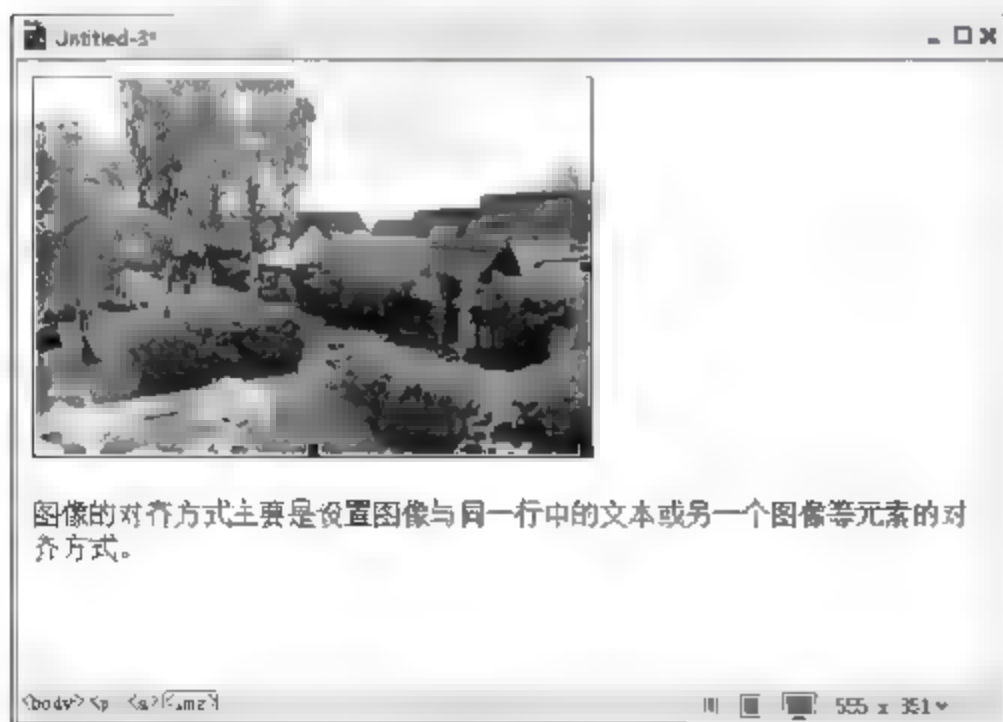 Untitled-3*
图像的对齐方式主要是设置图像与同一行中的文本或另一个图像等元素的对
齐方式。
<body> <p> <a> <img> 555 x 351